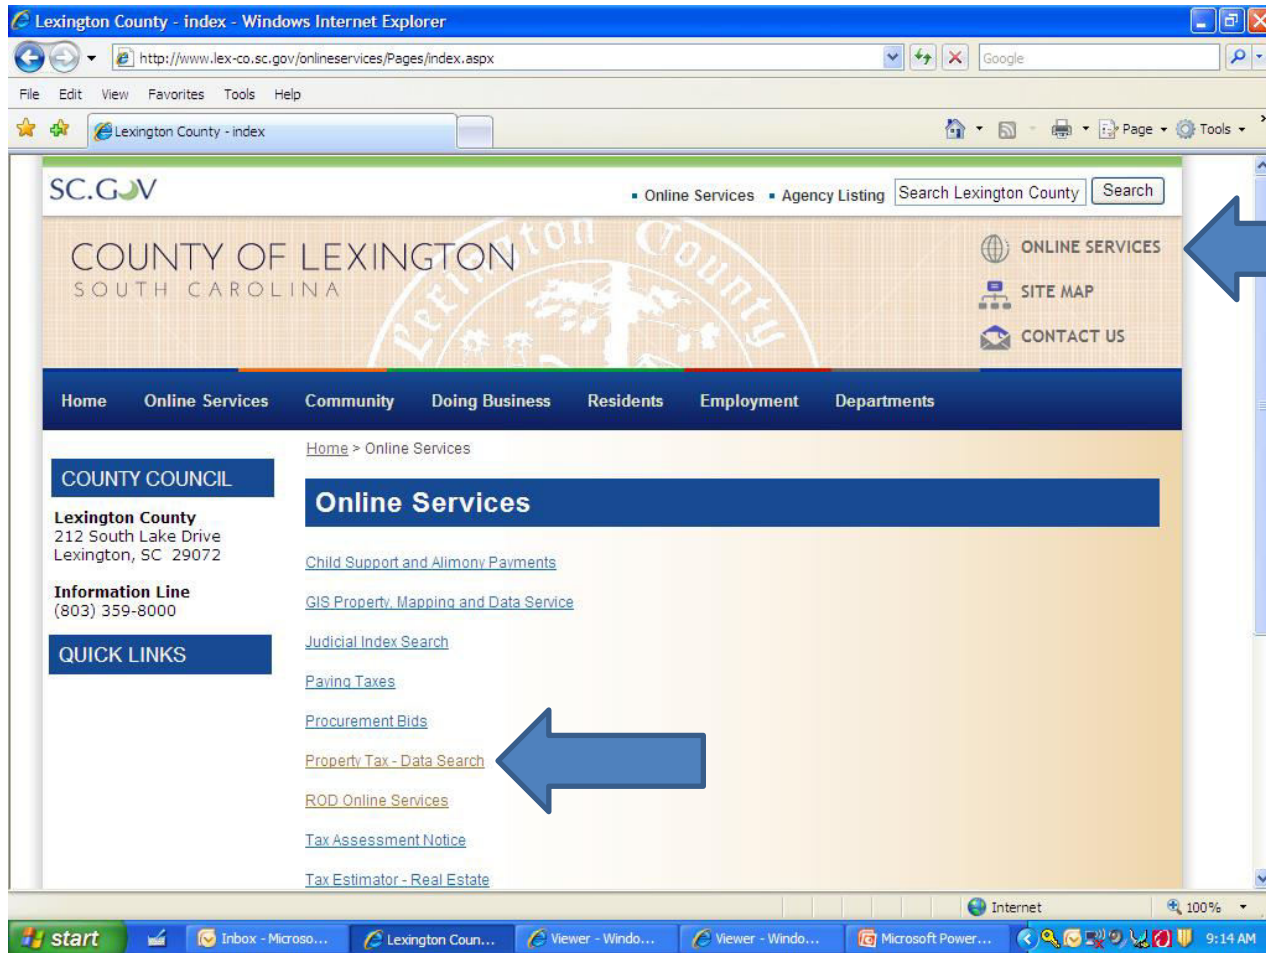 Lexington County - index - Windows Internet Explorer
http://www.lex-co.sc.gov/onlineservices/Pages/index.aspx
Google
File Edit View Favorites Tools Help
Lexington County - index
Page Tools
SC.GOV
Online Services Agency Listing Search Lexington County Search
COUNTY OF LEXINGTON
SOUTH CAROLINA
Lexington County
ONLINE SERVICES
SITE MAP
CONTACT US
Home Online Services Community Doing Business Residents Employment Departments
Home > Online Services
COUNTY COUNCIL
Lexington County
212 South Lake Drive
Lexington, SC 29072
Information Line
(803) 359-8000
QUICK LINKS
Online Services
Child Support and Alimony Payments
GIS Property, Mapping and Data Service
Judicial Index Search
Paying Taxes
Procurement Bids
Property Tax - Data Search
ROD Online Services
Tax Assessment Notice
Tax Estimator - Real Estate
Internet 100%
start Inbox - Microso... Lexington Coun... Viewer - Windo... Viewer - Windo... Microsoft Power... 9:14 AM